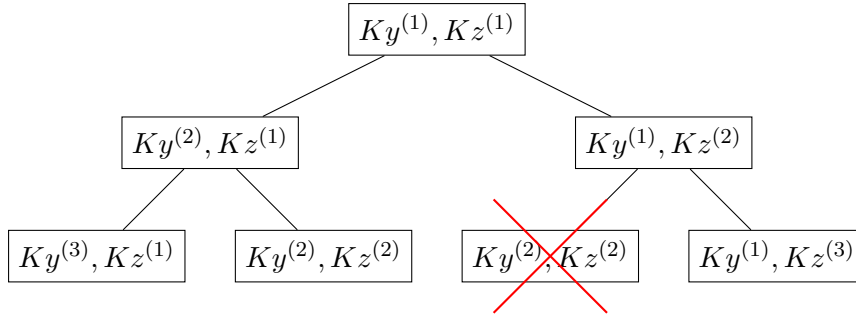 Ky⁽¹⁾, Kz⁽¹⁾
Ky⁽²⁾, Kz⁽¹⁾
Ky⁽¹⁾, Kz⁽²⁾
Ky⁽³⁾, Kz⁽¹⁾
Ky⁽²⁾, Kz⁽²⁾
Ky⁽²⁾, Kz⁽²⁾
Ky⁽¹⁾, Kz⁽³⁾